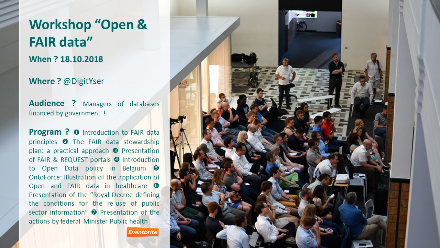 Workshop “Open &
FAIR data”
When ? 18.10.2018
Where ? @DigitYser
Audience ? Managers of databases
financed by government !
Program ? ❶ Introduction to FAIR data
principles ❷ The FAIR data stewardship
plan: a practical approach ❸ Presentation
of FAIR & BEQUEST portals ❹ Introduction
to Open Data policy in Belgium ❺
Ontoforce: illustration of the application of
Open and FAIR data in healthcare ❻
Presentation of the "Royal Decree defining
the conditions for the re-use of public
sector information" ❼ Presentation of the
actions by federal Minister Public health
Eventbrite